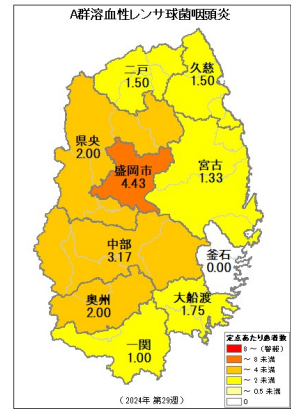 A群溶血性レンサ球菌咽頭炎
二戸
1.50
久慈
1.50
県央
2.00
盛岡市
4.43
宮古
1.33
中部
3.17
釜石
0.00
奥州
2.00
大船渡
1.75
一関
1.00
定点あたり患者数
8 ～ (警報)
～ 8 未満
～ 4 未満
～ 2 未満
～ 0.5 未満
0
(2024年 第29週)